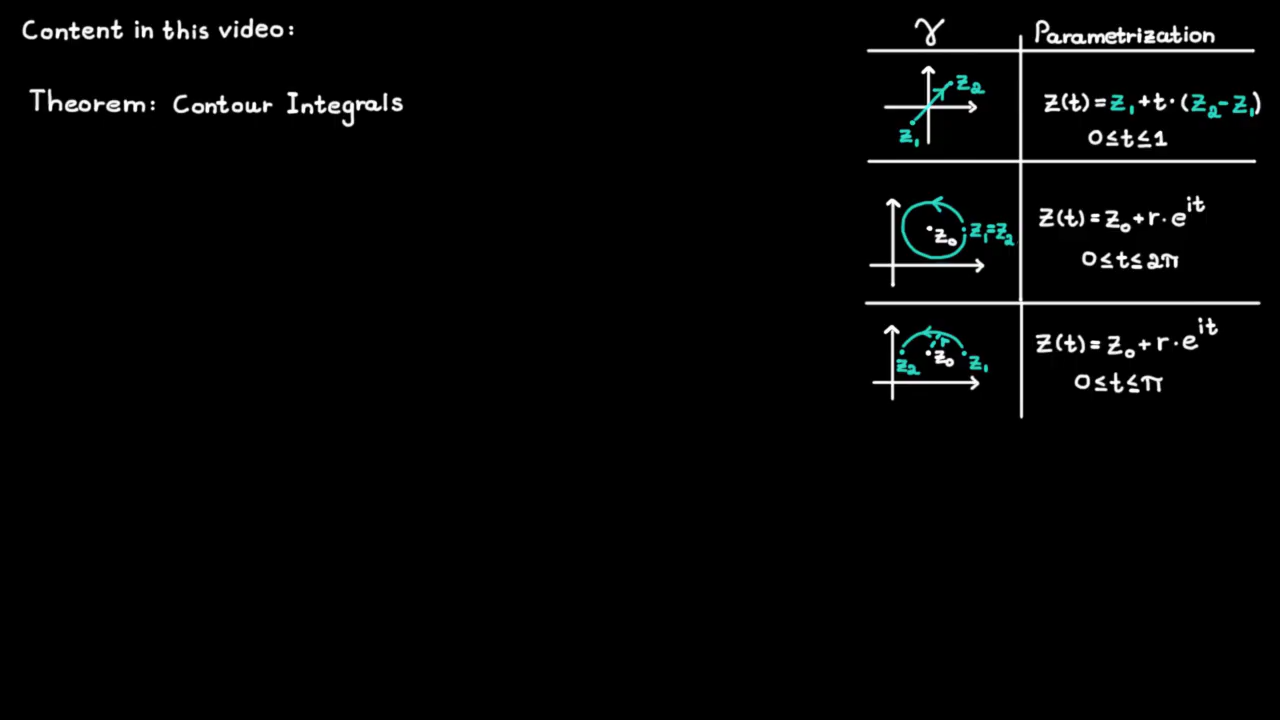 Content in this video:
Theorem: Contour Integrals
γ Parametrization
z₂
z₁
z(t) = z₁ + t · (z₂ - z₁)
0 ≤ t ≤ 1
z₀ z₁ = z₂
z(t) = z₀ + r · e^{it}
0 ≤ t ≤ 2π
r
z₂ z₀ z₁
z(t) = z₀ + r · e^{it}
0 ≤ t ≤ π